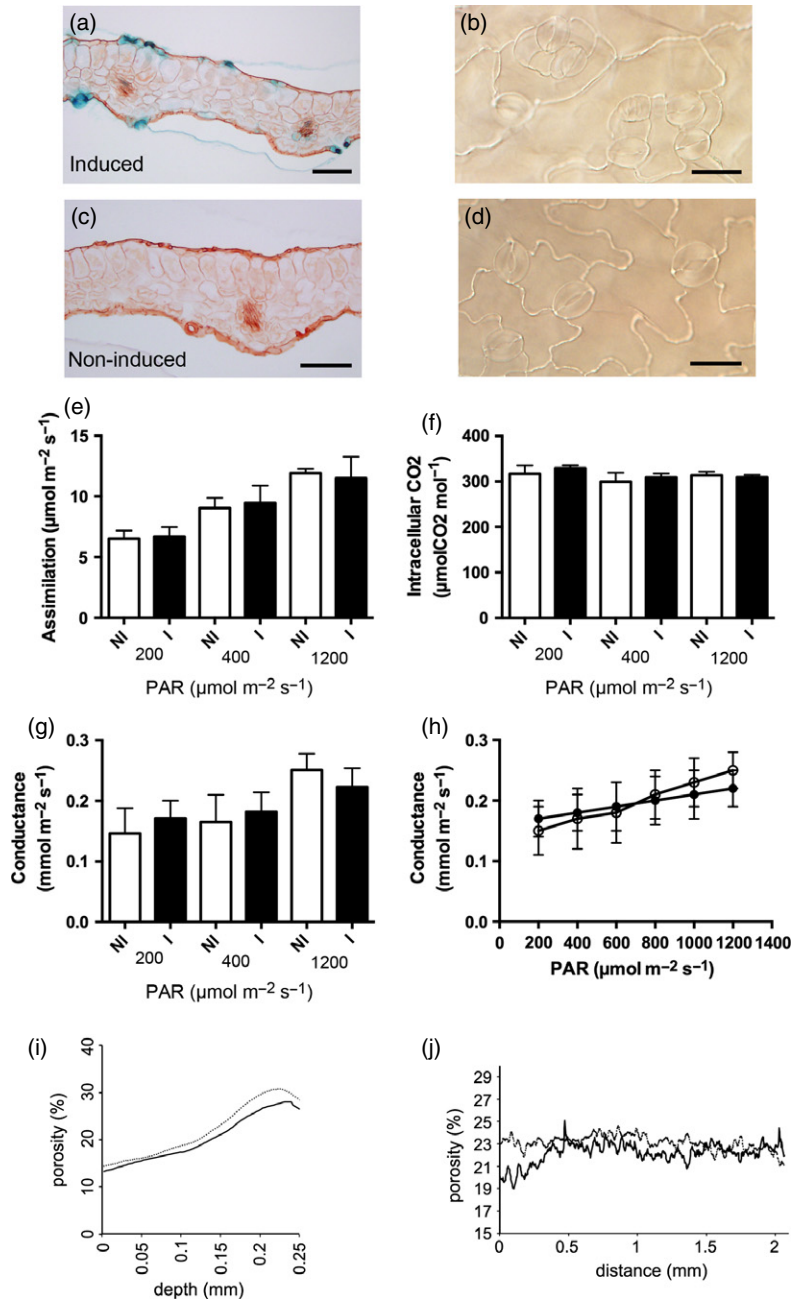 (a)
(b)
Induced
(c)
(d)
Non-induced
(e)
Assimilation (μmol m−2 s−1)
15
10
5
0
NI
I
NI
I
NI
I
200
400
1200
PAR (μmol m−2 s−1)
(f)
Intracellular CO2
(μmolCO2 mol−1)
400
300
200
100
0
NI
I
NI
I
NI
I
200
400
1200
PAR (μmol m−2 s−1)
(g)
Conductance
(mmol m−2 s−1)
0.3
0.2
0.1
0.0
NI
I
NI
I
NI
I
200
400
1200
PAR (μmol m−2 s−1)
(h)
Conductance
(mmol m−2 s−1)
0.3
0.2
0.1
0.0
0 200 400 600 800 1000 1200 1400
PAR (μmol m−2 s−1)
(i)
porosity (%)
40
30
20
10
0
0 0.05 0.1 0.15 0.2 0.25
depth (mm)
(j)
porosity (%)
29
27
25
23
21
19
17
15
0 0.5 1 1.5 2
distance (mm)